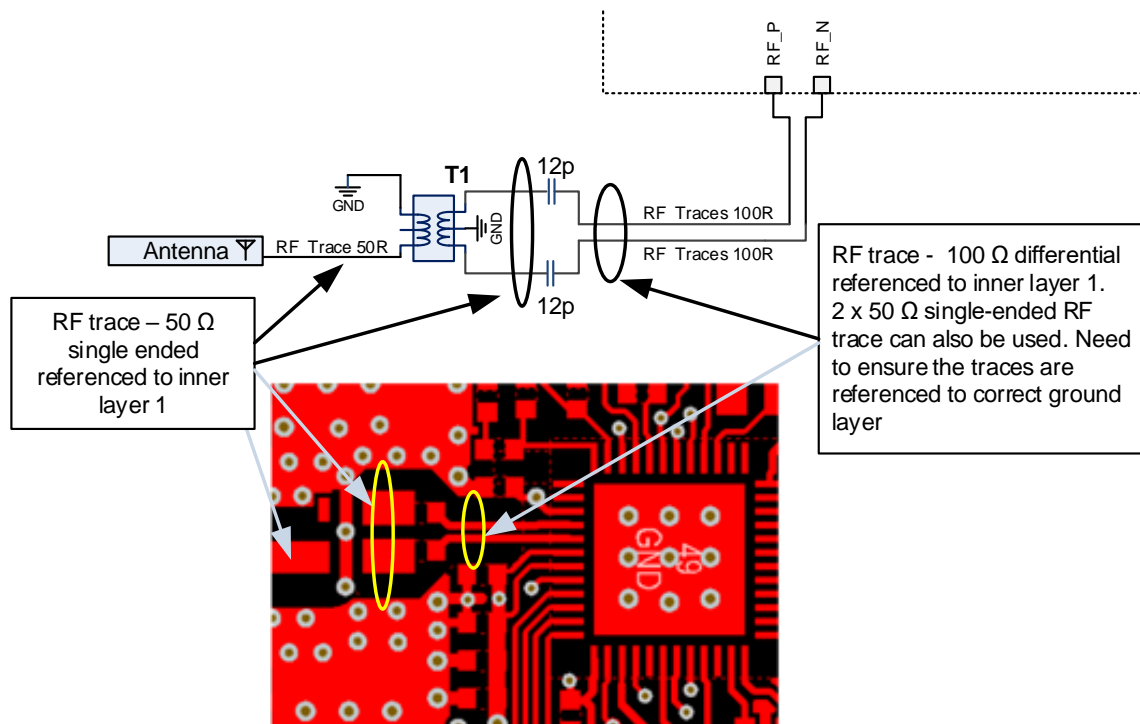 RF_P
RF_N
T1
12p
GND
GND
RF Traces 100R
Antenna
RF Trace 50R
RF Traces 100R
12p
RF trace – 50 Ω
single ended
referenced to inner
layer 1
RF trace - 100 Ω differential
referenced to inner layer 1.
2 x 50 Ω single-ended RF
trace can also be used. Need
to ensure the traces are
referenced to correct ground
layer
49
GND